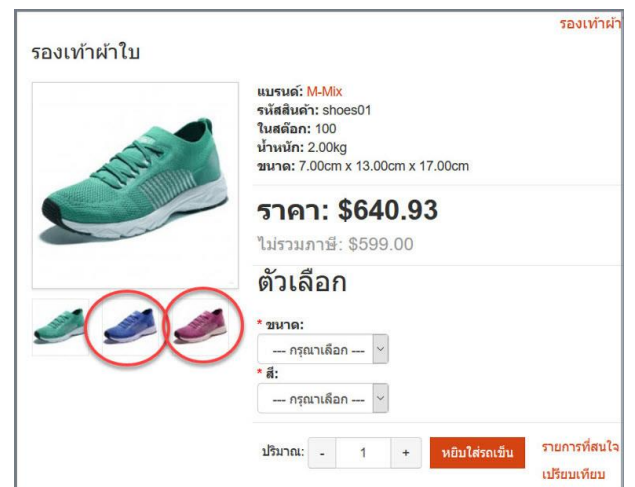 รองเท้าผ้า
รองเท้าผ้าใบ
แบรนด์: M-Mix
รหัสสินค้า: shoes01
ในสต๊อก: 100
น้ำหนัก: 2.00kg
ขนาด: 7.00cm x 13.00cm x 17.00cm
ราคา: $640.93
ไม่รวมภาษี: $599.00
ตัวเลือก
* ขนาด:
--- กรุณาเลือก ---
* สี:
--- กรุณาเลือก ---
ปริมาณ: - 1 + หยิบใส่รถเข็น รายการที่สนใจ
เปรียบเทียบ